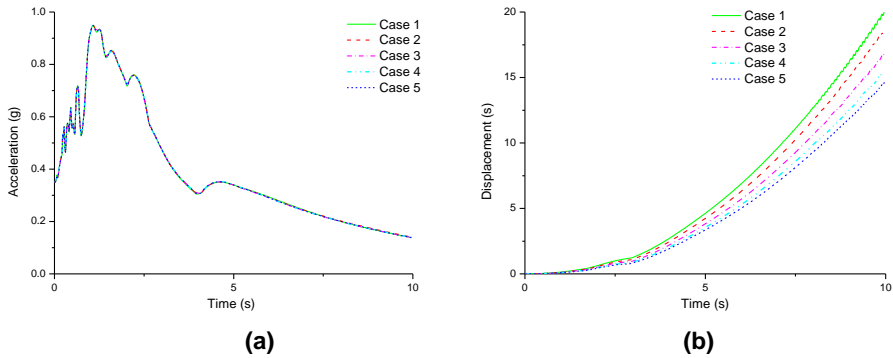 1.0
0.8
0.6
0.4
0.2
0.0
0
5
10
Acceleration (g)
Time (s)
Case 1
Case 2
Case 3
Case 4
Case 5
(a)
20
15
10
5
0
0
5
10
Displacement (s)
Time (s)
Case 1
Case 2
Case 3
Case 4
Case 5
(b)